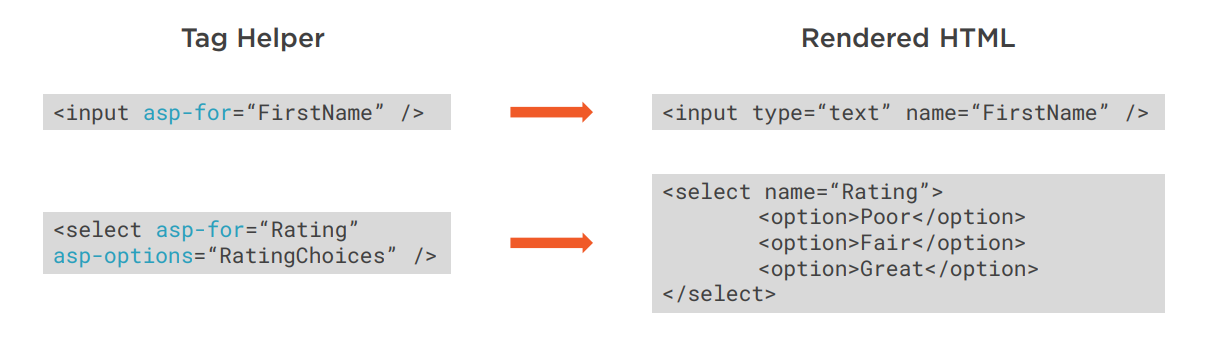 Tag Helper
Rendered HTML
<input asp-for=“FirstName” />
<input type=“text” name=“FirstName” />
<select asp-for=“Rating”
asp-options=“RatingChoices” />
<select name=“Rating”>
<option>Poor</option>
<option>Fair</option>
<option>Great</option>
</select>